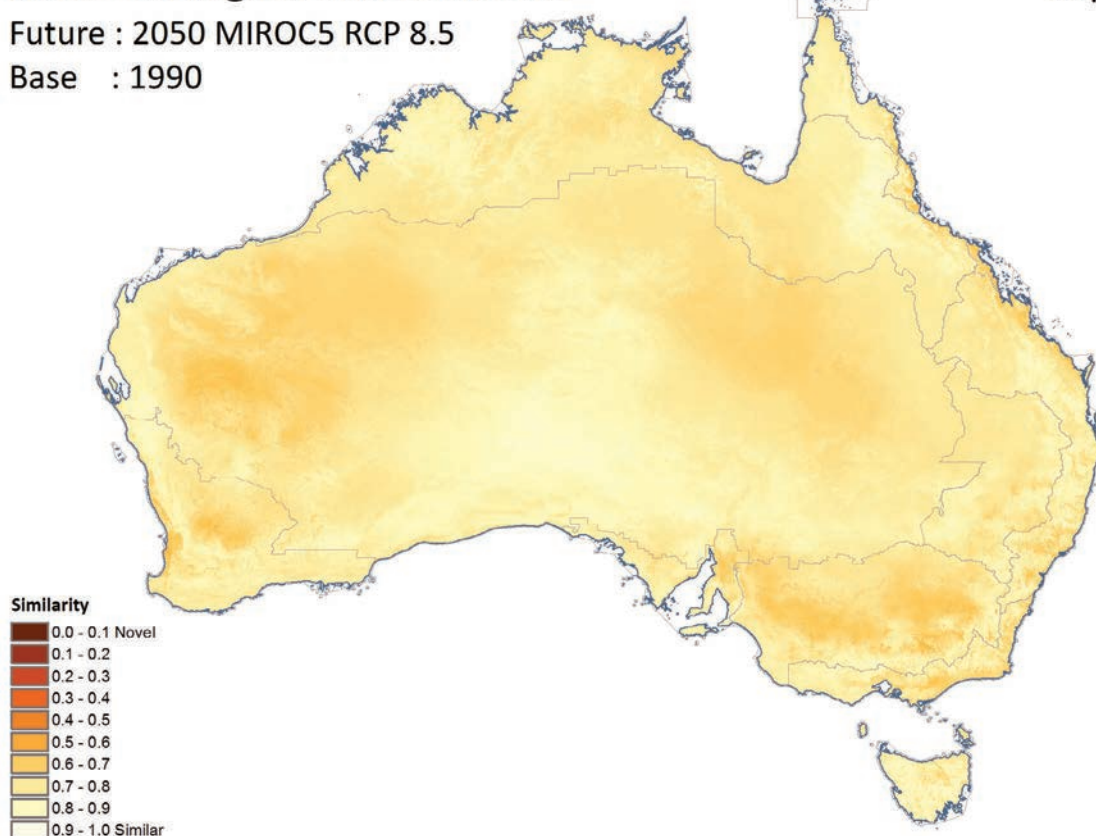 Future : 2050 MIROC5 RCP 8.5
Base : 1990
Similarity
0.0 - 0.1 Novel
0.1 - 0.2
0.2 - 0.3
0.3 - 0.4
0.4 - 0.5
0.5 - 0.6
0.6 - 0.7
0.7 - 0.8
0.8 - 0.9
0.9 - 1.0 Similar